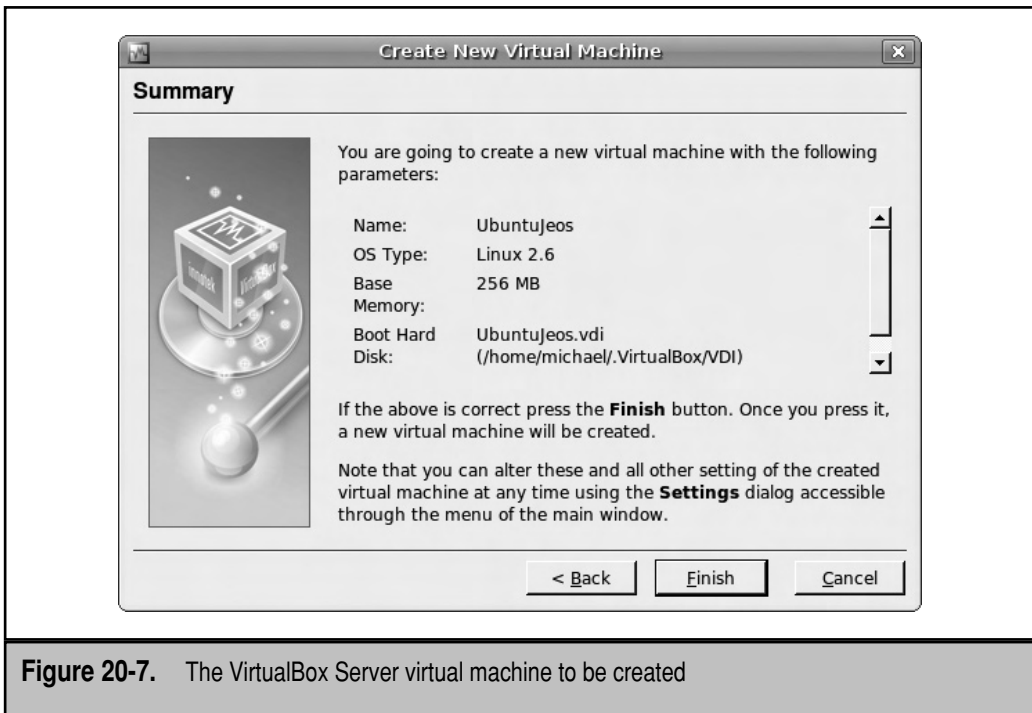 Create New Virtual Machine
Summary
You are going to create a new virtual machine with the following
parameters:
Name: UbuntuJeos
OS Type: Linux 2.6
Base
Memory: 256 MB
Boot Hard
Disk: UbuntuJeos.vdi
(/home/michael/.VirtualBox/VDI)
If the above is correct press the Finish button. Once you press it,
a new virtual machine will be created.
Note that you can alter these and all other setting of the created
virtual machine at any time using the Settings dialog accessible
through the menu of the main window.
innotek
< Back
Finish
Cancel
Figure 20-7. The VirtualBox Server virtual machine to be created